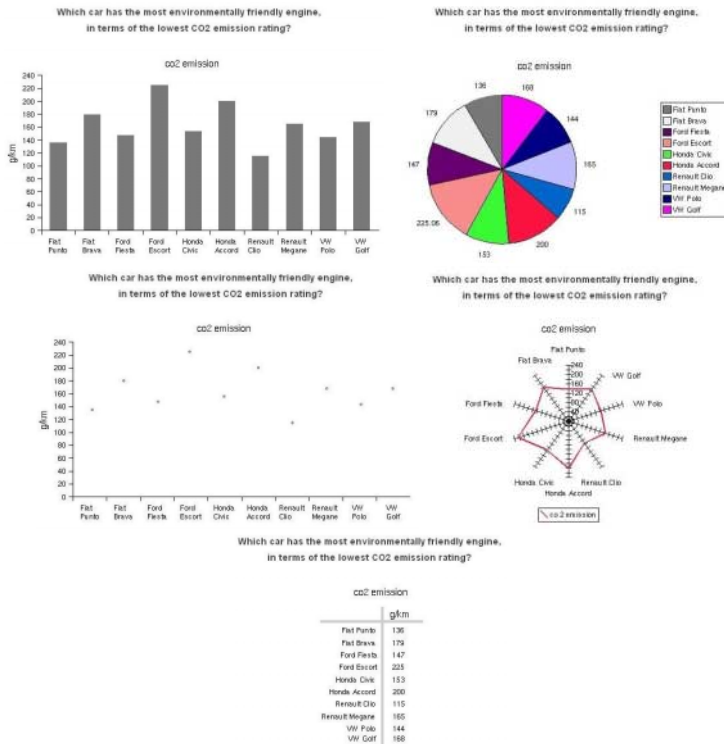 Which car has the most environmentally friendly engine,
in terms of the lowest CO2 emission rating?
co2 emission
240
220
200
180
160
140
120
100
80
60
40
20
0
g/km
Fiat Punto
Fiat Brava
Ford Fiesta
Ford Escort
Honda Civic
Honda Accord
Renault Clio
Renault Megane
VW Polo
VW Golf
Which car has the most environmentally friendly engine,
in terms of the lowest CO2 emission rating?
co2 emission
136
168
179
144
147
165
225.06
115
153
200
Fiat Punto
Fiat Brava
Ford Fiesta
Ford Escort
Honda Civic
Honda Accord
Renault Clio
Renault Megane
VW Polo
VW Golf
Which car has the most environmentally friendly engine,
in terms of the lowest CO2 emission rating?
co2 emission
240
220
200
180
160
140
120
100
80
60
40
20
0
g/km
Fiat Punto
Fiat Brava
Ford Fiesta
Ford Escort
Honda Civic
Honda Accord
Renault Clio
Renault Megane
VW Polo
VW Golf
Which car has the most environmentally friendly engine,
in terms of the lowest CO2 emission rating?
co2 emission
Fiat Punto
240
200
160
120
80
Fiat Brava
VW Golf
Ford Fiesta
VW Polo
Ford Escort
Renault Megane
Honda Civic
Renault Clio
Honda Accord
co2 emission
Which car has the most environmentally friendly engine,
in terms of the lowest CO2 emission rating?
co2 emission
g/km
Fiat Punto 136
Fiat Brava 179
Ford Fiesta 147
Ford Escort 225
Honda Civic 153
Honda Accord 200
Renault Clio 115
Renault Megane 165
VW Polo 144
VW Golf 168